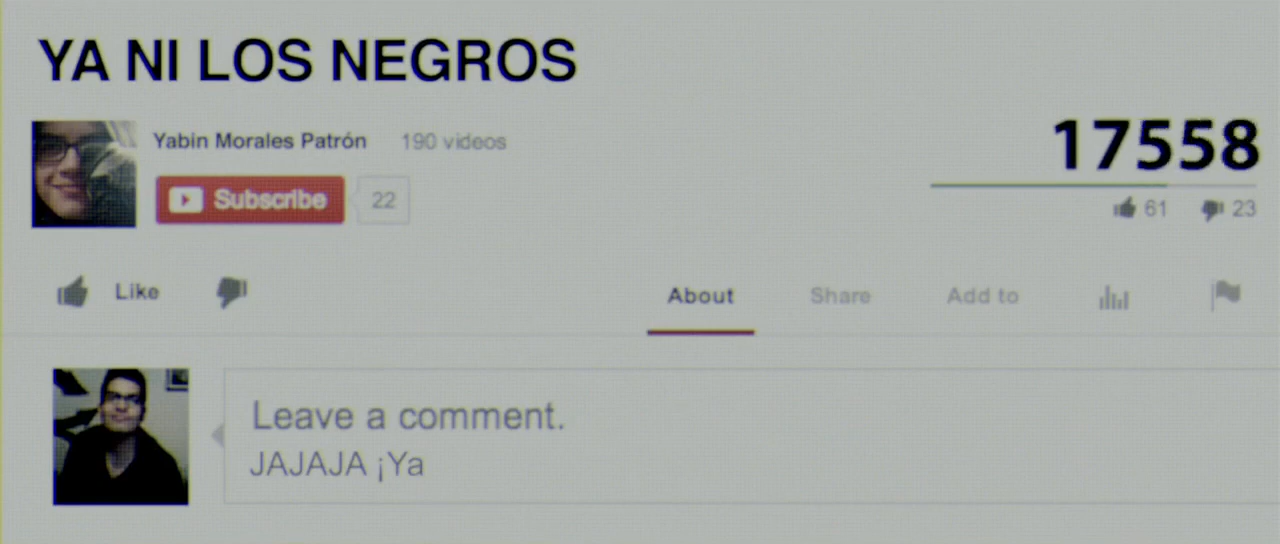 YA NI LOS NEGROS
Yabin Morales Patrón 190 videos
Subscribe 22
17558
61 23
Like
About Share Add to
Leave a comment.
JAJAJA ¡Ya